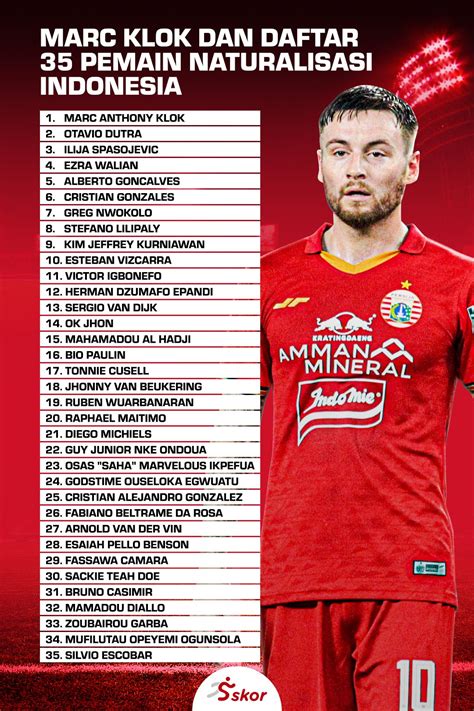 MARC KLOK DAN DAFTAR
35 PEMAIN NATURALISASI
INDONESIA
1. MARC ANTHONY KLOK
2. OTAVIO DUTRA
3. ILIJA SPASOJEVIC
4. EZRA WALIAN
5. ALBERTO GONCALVES
6. CRISTIAN GONZALES
7. GREG NWOKOLO
8. STEFANO LILIPALY
9. KIM JEFFREY KURNIAWAN
10. ESTEBAN VIZCARRA
11. VICTOR IGBONEFO
12. HERMAN DZUMAFO EPANDI
13. SERGIO VAN DIJK
14. OK JHON
15. MAHAMADOU AL HADJI
16. BIO PAULIN
17. TONNIE CUSELL
18. JHONNY VAN BEUKERING
19. RUBEN WUARBANARAN
20. RAPHAEL MAITIMO
21. DIEGO MICHIELS
22. GUY JUNIOR NKE ONDOUA
23. OSAS "SAHA" MARVELOUS IKPEFUA
24. GODSTIME OUSELOKA EGWUATU
25. CRISTIAN ALEJANDRO GONZALEZ
26. FABIANO BELTRAME DA ROSA
27. ARNOLD VAN DER VIN
28. ESAIAH PELLO BENSON
29. FASSAWA CAMARA
30. SACKIE TEAH DOE
31. BRUNO CASIMIR
32. MAMADOU DIALLO
33. ZOUBAIROU GARBA
34. MUFILUTAU OPEYEMI OGUNSOLA
35. SILVIO ESCOBAR
KRATINGDAENG
AMMAN
MINERAL
Indomie
10
Skor